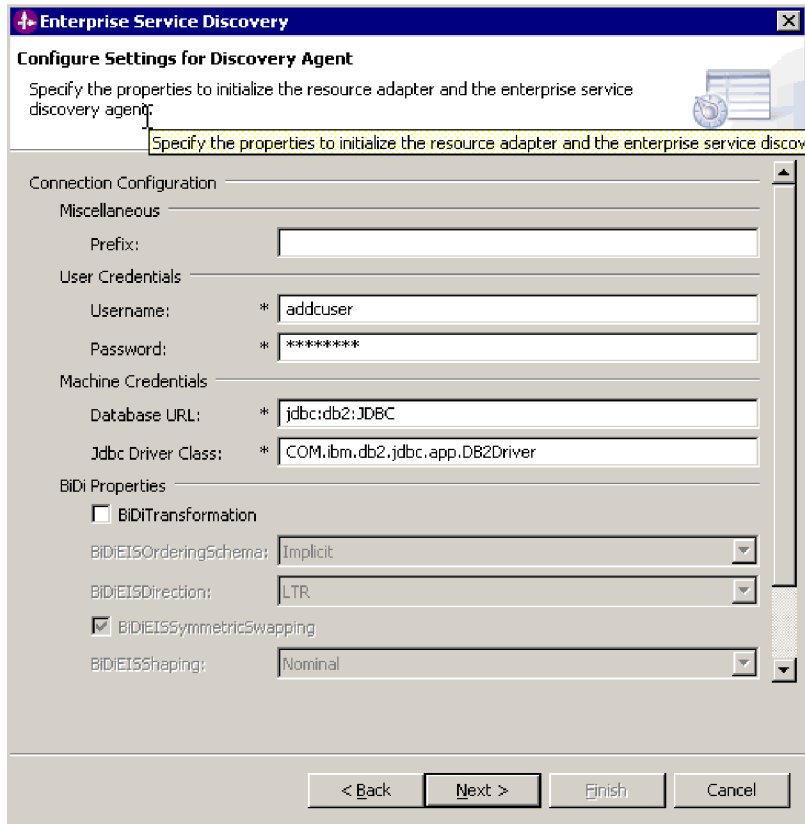 Enterprise Service Discovery
Configure Settings for Discovery Agent
Specify the properties to initialize the resource adapter and the enterprise service
discovery agent.
Specify the properties to initialize the resource adapter and the enterprise service discov
Connection Configuration
Miscellaneous
Prefix:
User Credentials
Username: * addcuser
Password: * ********
Machine Credentials
Database URL: * jdbc:db2:JDBC
Jdbc Driver Class: * COM.ibm.db2.jdbc.app.DB2Driver
BiDi Properties
BiDiTransformation
BiDiEISOrderingSchema: Implicit
BiDiEISDirection: LTR
BiDiEISSymmetricSwapping
BiDiEISShaping: Nominal
< Back Next > Finish Cancel